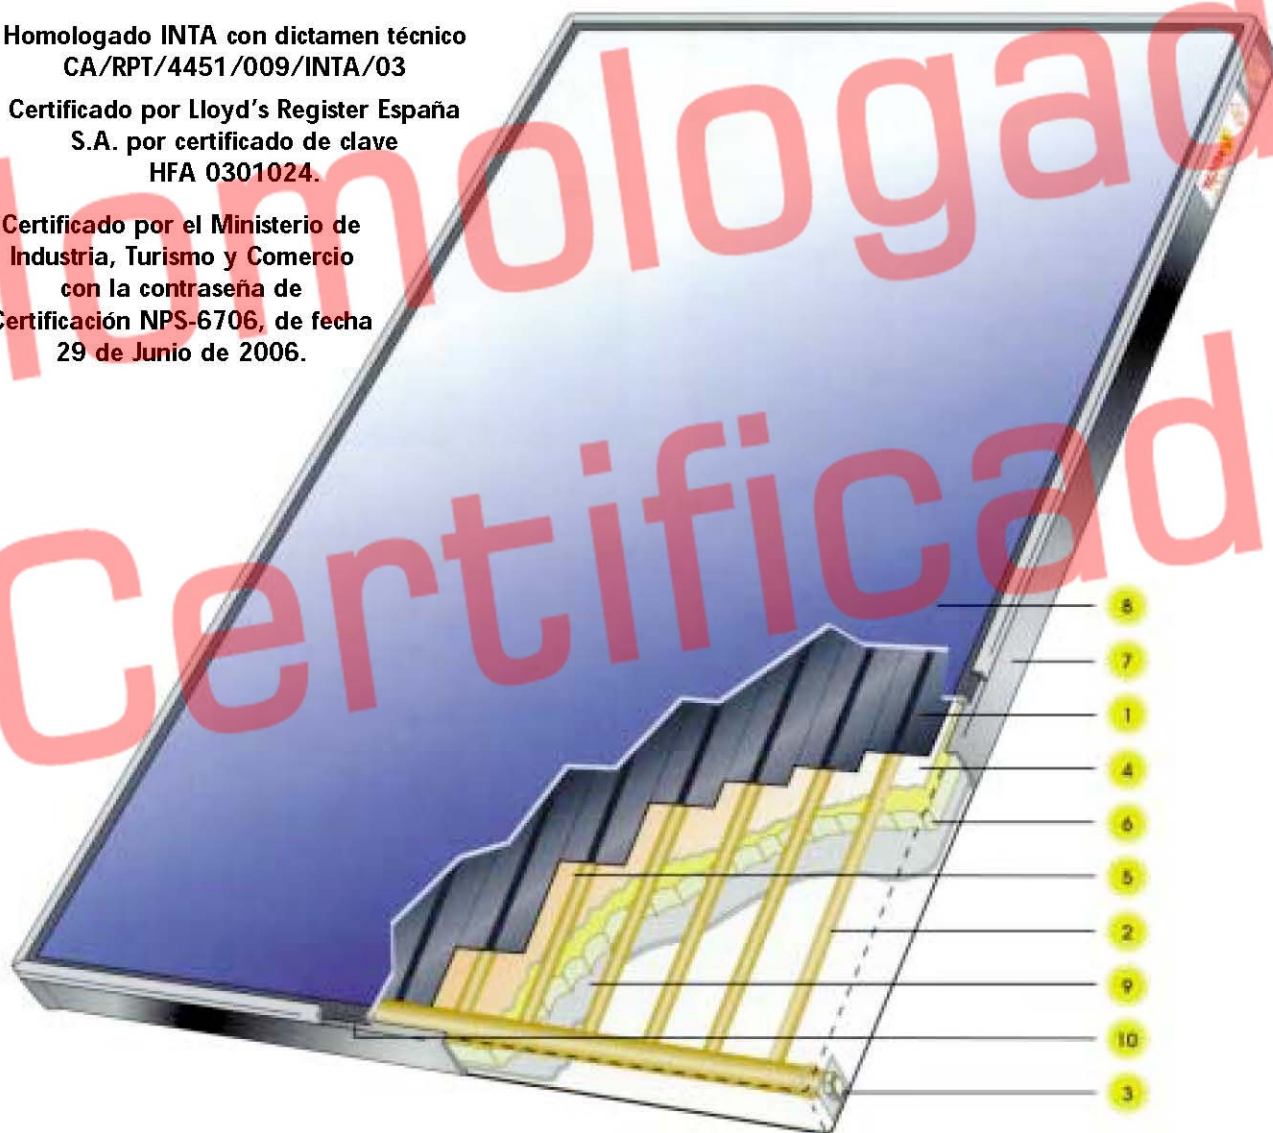 Homologado INTA con dictamen técnico
CA/RPT/4451/009/INTA/03
Certificado por Lloyd's Register España
S.A. por certificado de clave
HFA 0301024.
Certificado por el Ministerio de
Industria, Turismo y Comercio
con la contraseña de
Certificación NPS-6706, de fecha
29 de Junio de 2006.
Homologad
Certificad
8
7
1
4
6
5
2
9
10
3